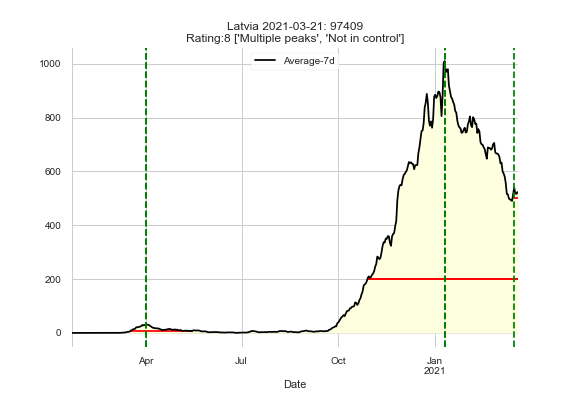 Latvia 2021-03-21: 97409
Rating:8 ['Multiple peaks', 'Not in control']
Average-7d
1000
800
600
400
200
0
Apr
Jul
Oct
Jan
2021
Date